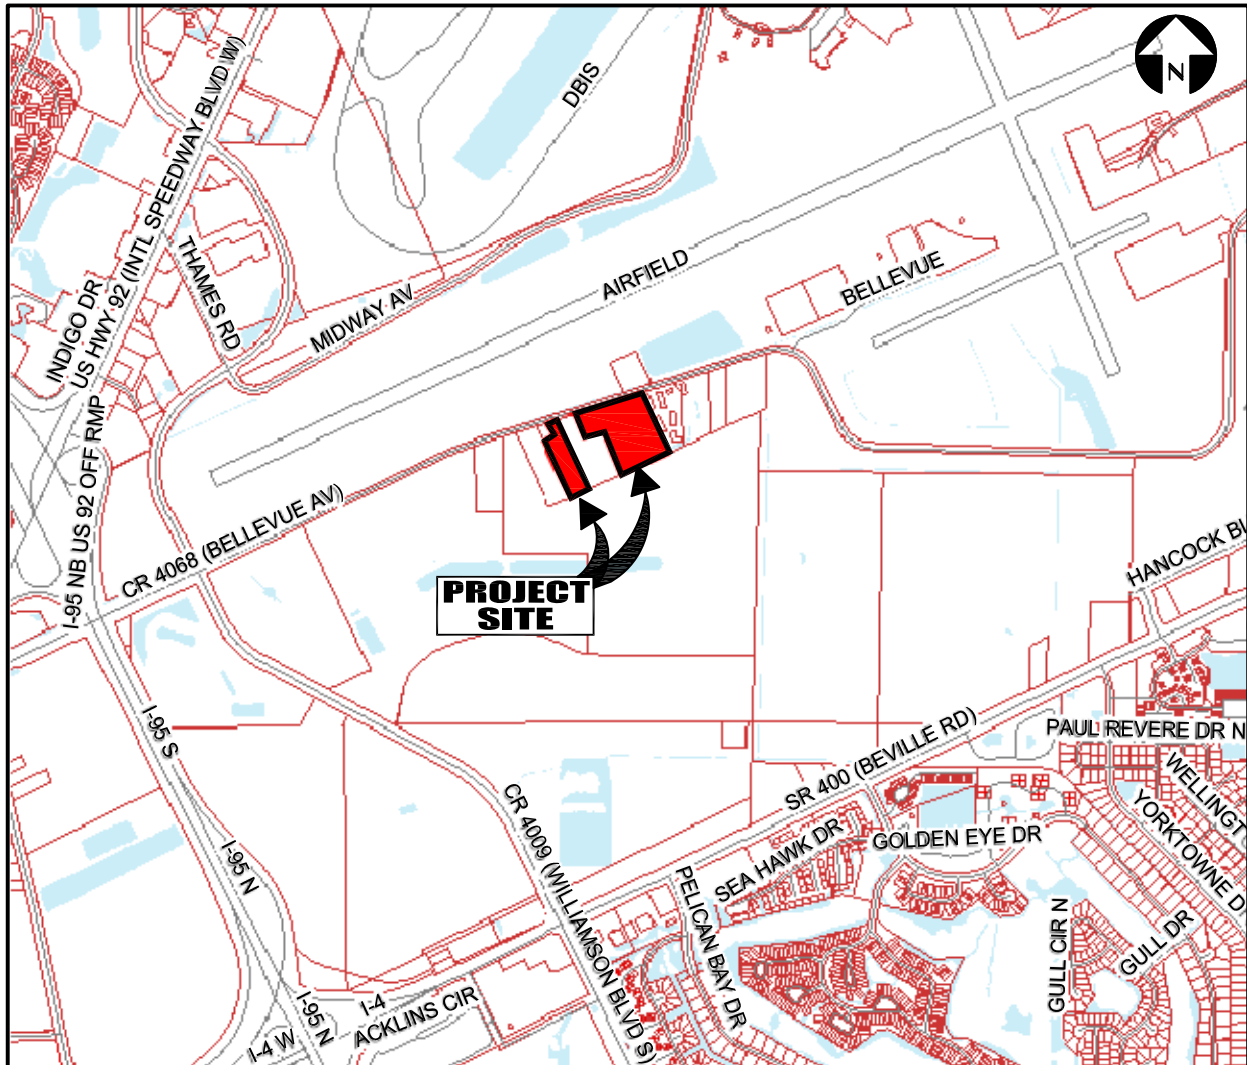 N
DBIS
US HWY 92 (INTL SPEEDWAY BLVD W)
THAMES RD
INDIGO DR
MIDWAY AV
AIRFIELD
BELLEVUE
I-95 NB US 92 OFF RMP
CR 4068 (BELLEVUE AV)
PROJECT
SITE
HANCOCK BL
I-95 S
PAUL REVERE DR N
SR 400 (BEVILLE RD)
WELLINGT
YORKTOWNE D
CR 4009 (WILLIAMSON BLVD S)
SEA HAWK DR
GOLDEN EYE DR
I-95 N
PELICAN BAY DR
GULL CIR N
GULL DR
I-4
I-95 N
ACKLINS CIR
I-4 W